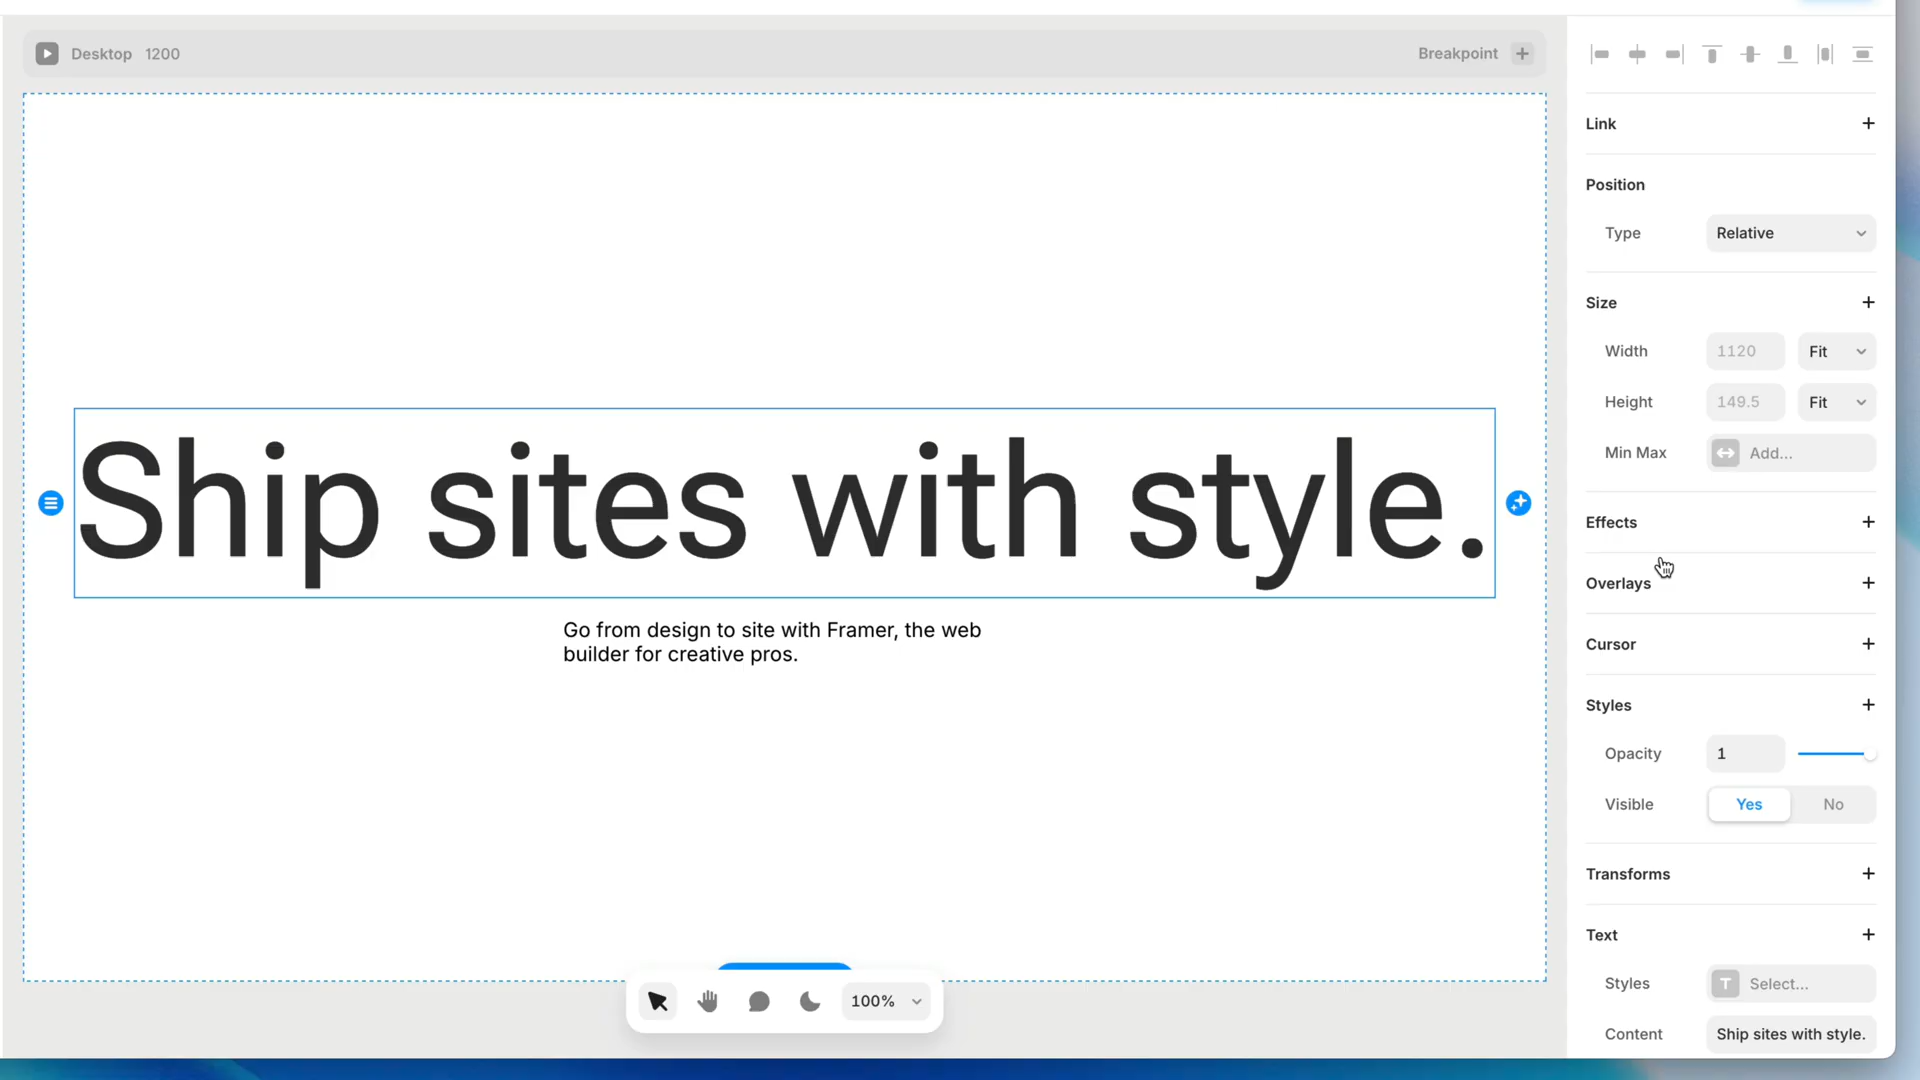 Desktop 1200 Breakpoint
Link
Position
Type Relative
Size
Width 1120 Fit
Height 149.5 Fit
Min Max Add...
Ship sites with style.
Go from design to site with Framer, the web
builder for creative pros.
Effects
Overlays
Cursor
Styles
Opacity 1
Visible Yes No
Transforms
Text
Styles T Select...
Content Ship sites with style.
100%